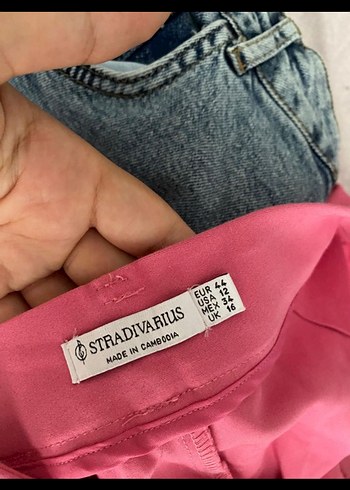 STRADIVARIUS
MADE IN CAMBODIA
EUR 44
USA 12
MEX 34
UK 16